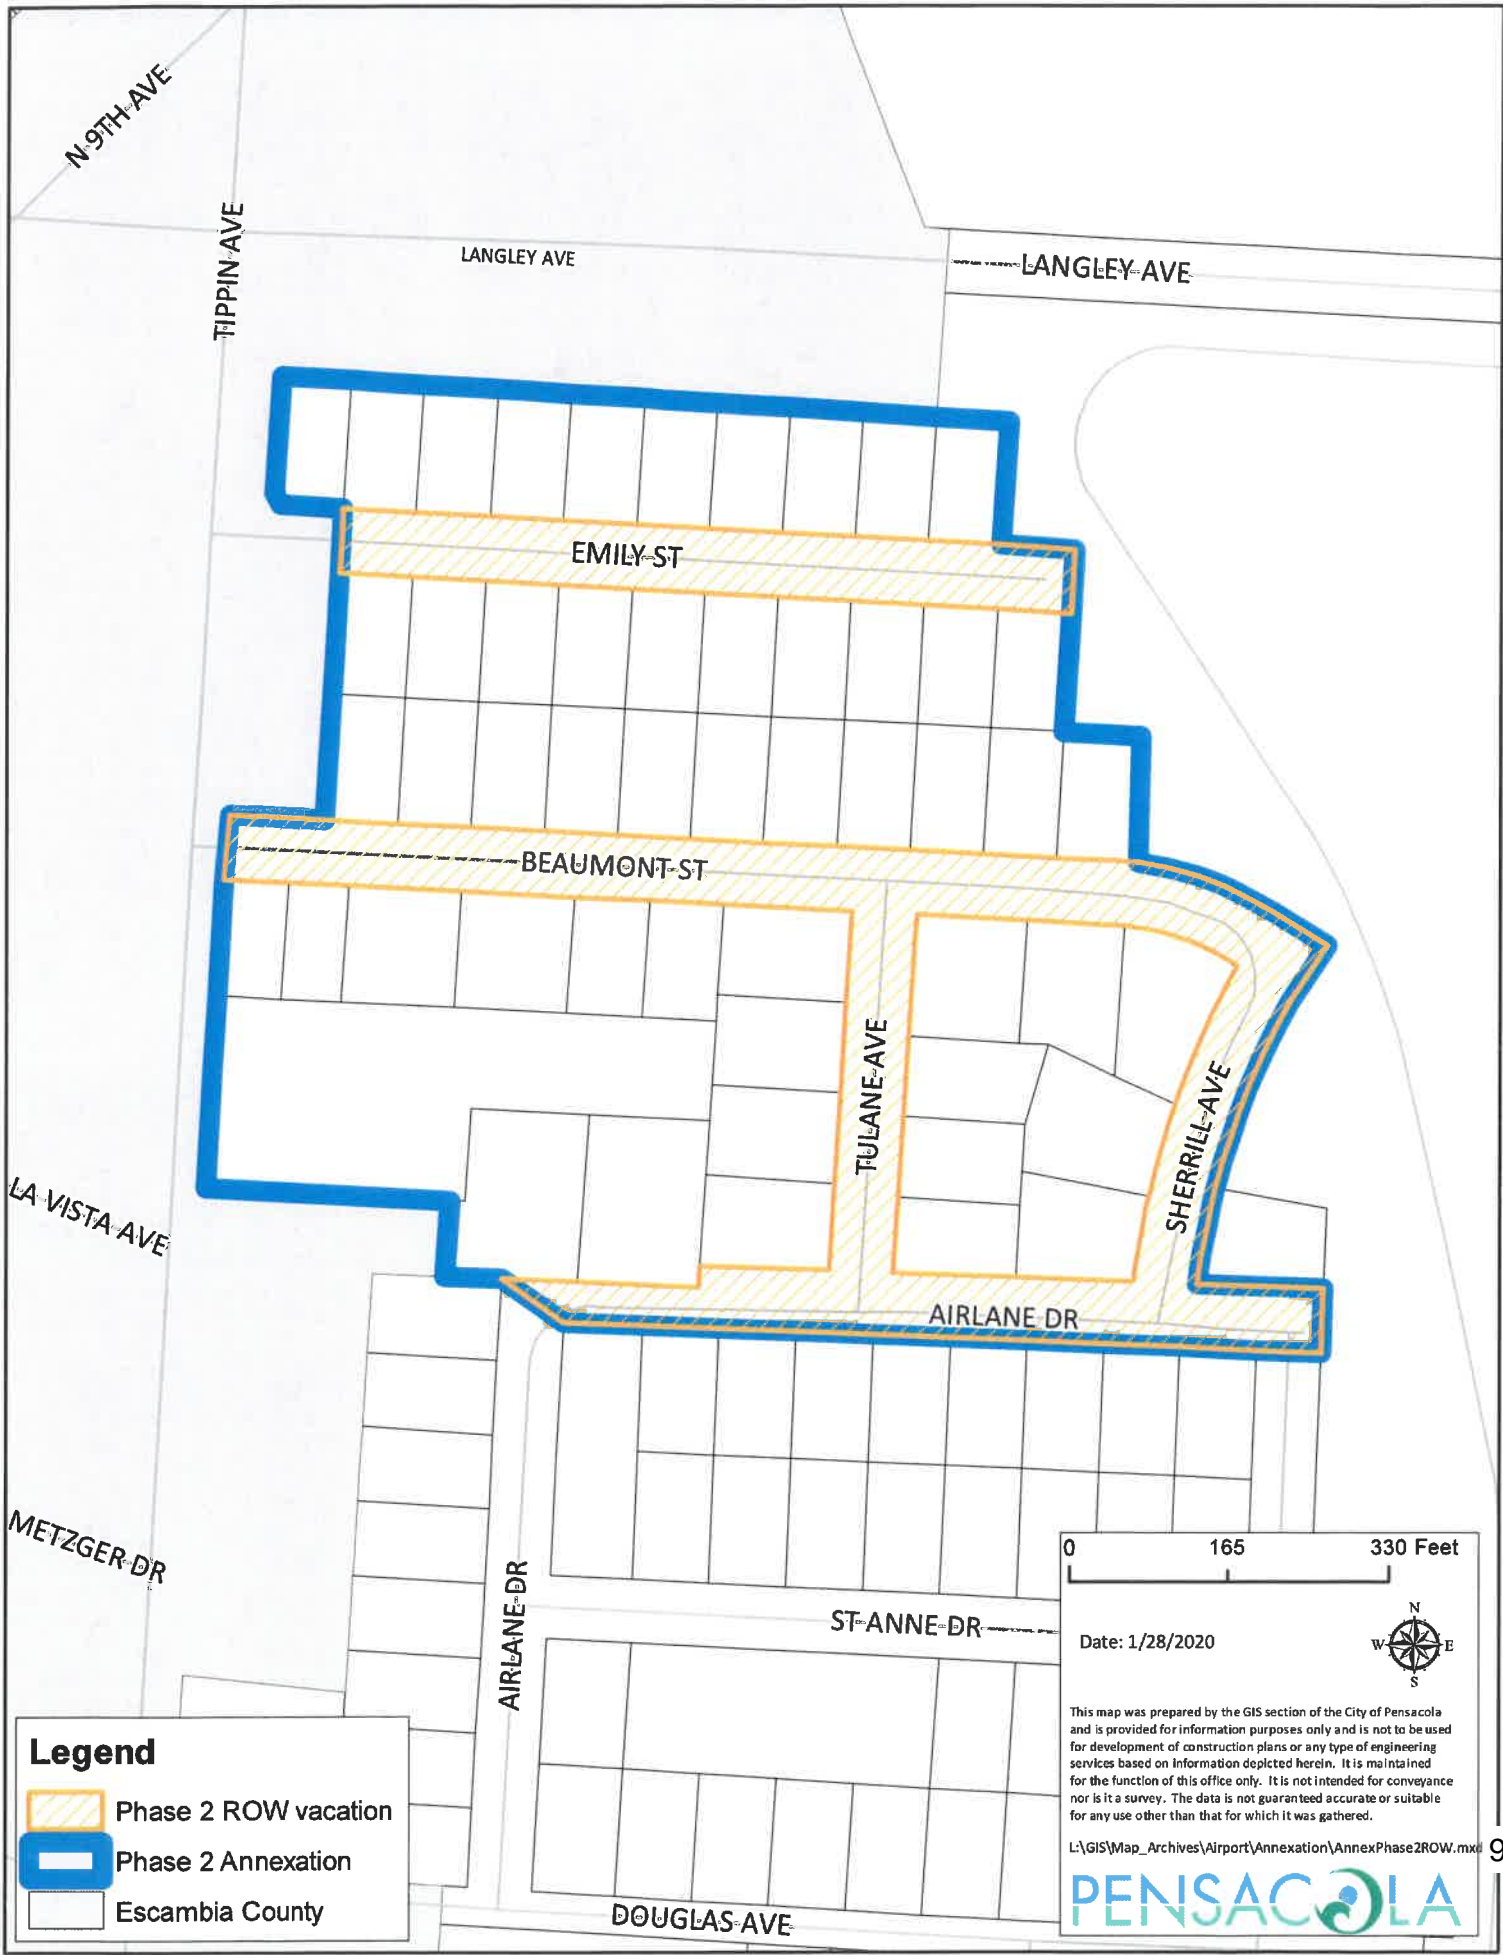 N 9TH AVE
TIPPIN AVE
LANGLEY AVE
LANGLEY AVE
EMILY ST
BEAUMONT ST
TULANE AVE
SHERRILL AVE
LA VISTA AVE
AIRLANE DR
METZGER DR
AIRLANE DR
ST ANNE DR
DOUGLAS AVE
0 165 330 Feet
Date: 1/28/2020
N
W E
S
This map was prepared by the GIS section of the City of Pensacola
and is provided for information purposes only and is not to be used
for development of construction plans or any type of engineering
services based on information depicted herein. It is maintained
for the function of this office only. It is not intended for conveyance
nor is it a survey. The data is not guaranteed accurate or suitable
for any use other than that for which it was gathered.
L:\GIS\Map_Archives\Airport\Annexation\AnnexPhase2ROW.mxd
9
PENSACOLA
Legend
Phase 2 ROW vacation
Phase 2 Annexation
Escambia County